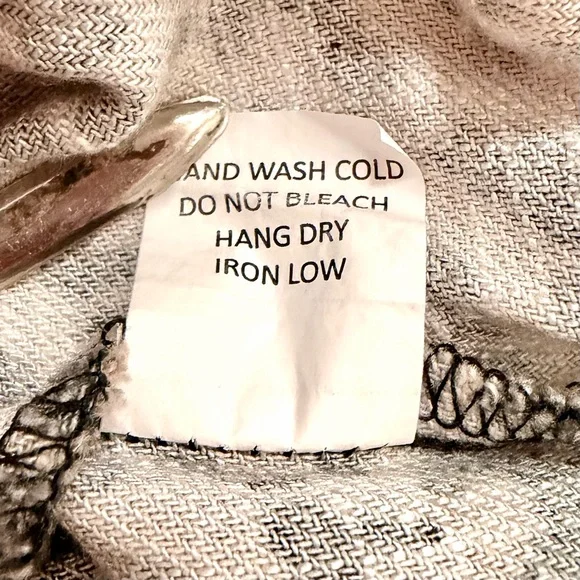 AND WASH COLD
DO NOT BLEACH
HANG DRY
IRON LOW